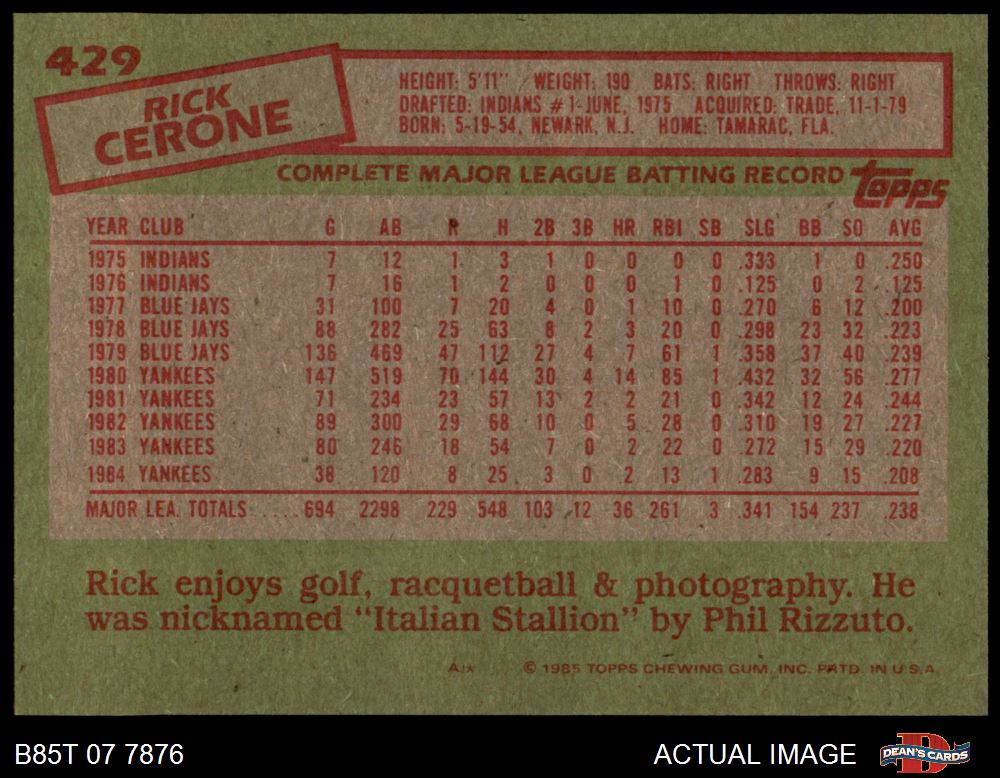 429
RICK
CERONE
HEIGHT: 5'11" WEIGHT: 190 BATS: RIGHT THROWS: RIGHT
DRAFTED: INDIANS #1-JUNE, 1975 ACQUIRED: TRADE, 11-1-79
BORN: 5-19-54, NEWARK, N.J. HOME: TAMARAC, FLA.
COMPLETE MAJOR LEAGUE BATTING RECORD topps
YEAR CLUB G AB R H 2B 3B HR RBI SB SLG BB SO AVG
1975 INDIANS 7 12 1 3 1 0 0 0 0 .333 1 0 .250
1976 INDIANS 7 16 1 2 0 0 0 1 0 .125 0 2 .125
1977 BLUE JAYS 31 100 7 20 4 0 1 10 0 .270 6 12 .200
1978 BLUE JAYS 88 282 25 63 8 2 3 20 0 .298 23 32 .223
1979 BLUE JAYS 136 469 47 112 27 4 7 61 1 .358 37 40 .239
1980 YANKEES 147 519 70 144 30 4 14 85 1 .432 32 56 .277
1981 YANKEES 71 234 23 57 13 2 2 21 0 .342 12 24 .244
1982 YANKEES 89 300 29 68 10 0 5 28 0 .310 19 27 .227
1983 YANKEES 80 246 18 54 7 0 2 22 0 .272 15 29 .220
1984 YANKEES 38 120 8 25 3 0 2 13 1 .283 9 15 .208
MAJOR LEA. TOTALS .....694 2298 229 548 103 12 36 261 3 .341 154 237 .238
Rick enjoys golf, racquetball & photography. He
was nicknamed "Italian Stallion" by Phil Rizzuto.
A* © 1985 TOPPS CHEWING GUM, INC. PRTD. IN U.S.A.
B85T 07 7876 ACTUAL IMAGE DEAN'S CARDS